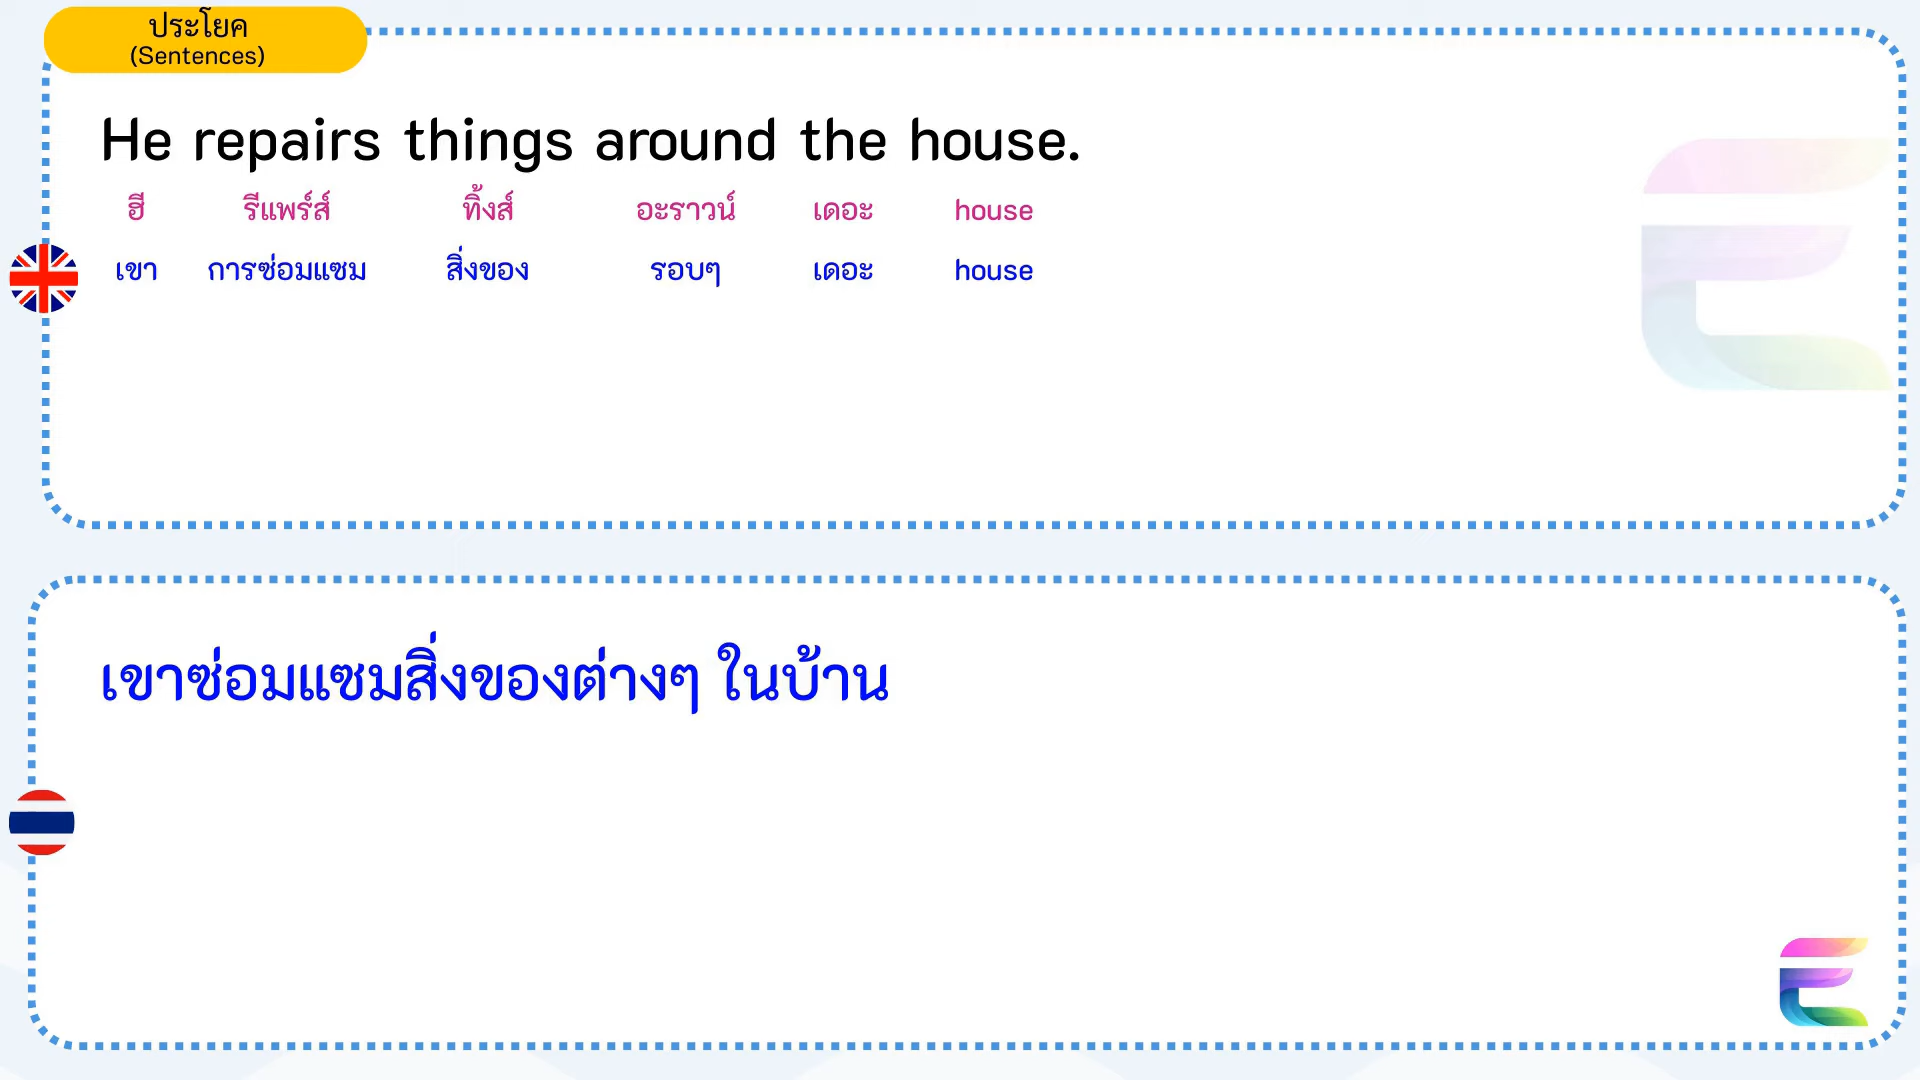 ประโยค
(Sentences)
He repairs things around the house.
ฮี รีแพร์ส์ ทิ้งส์ อะราวน์ เดอะ house
เขา การซ่อมแซม สิ่งของ รอบๆ เดอะ house
เขาซ่อมแซมสิ่งของต่างๆ ในบ้าน